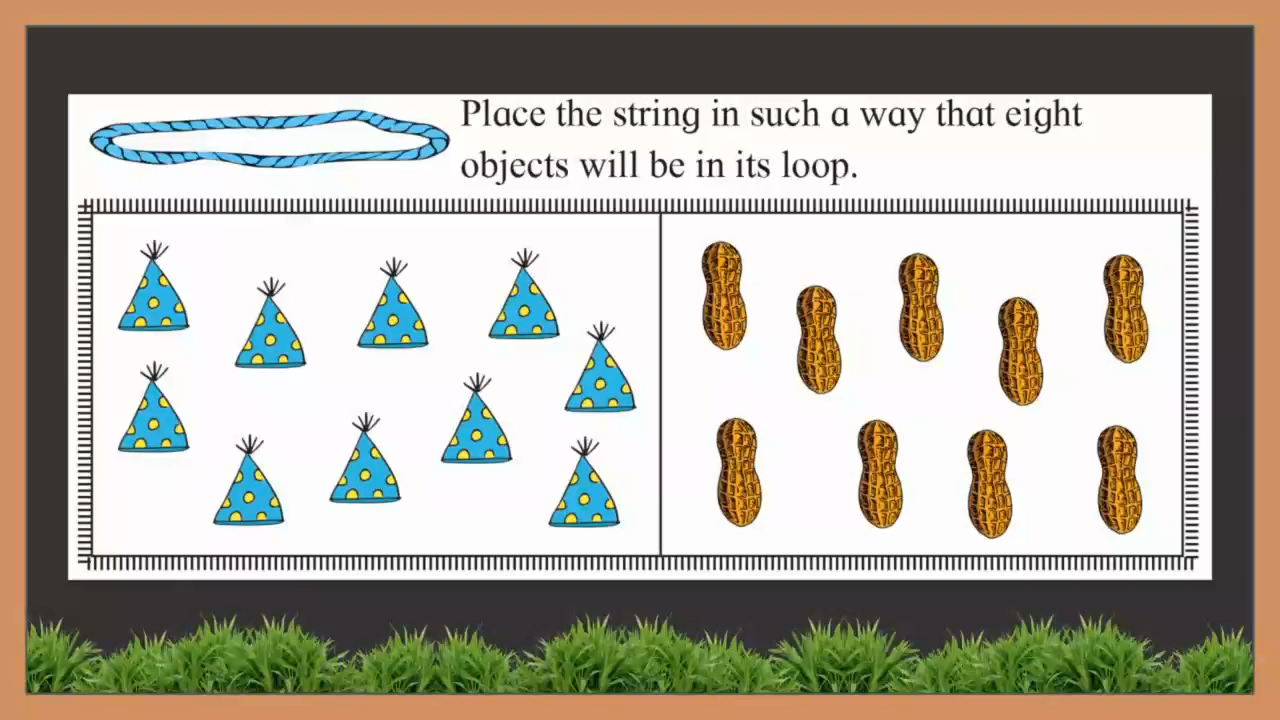 Place the string in such a way that eight
objects will be in its loop.